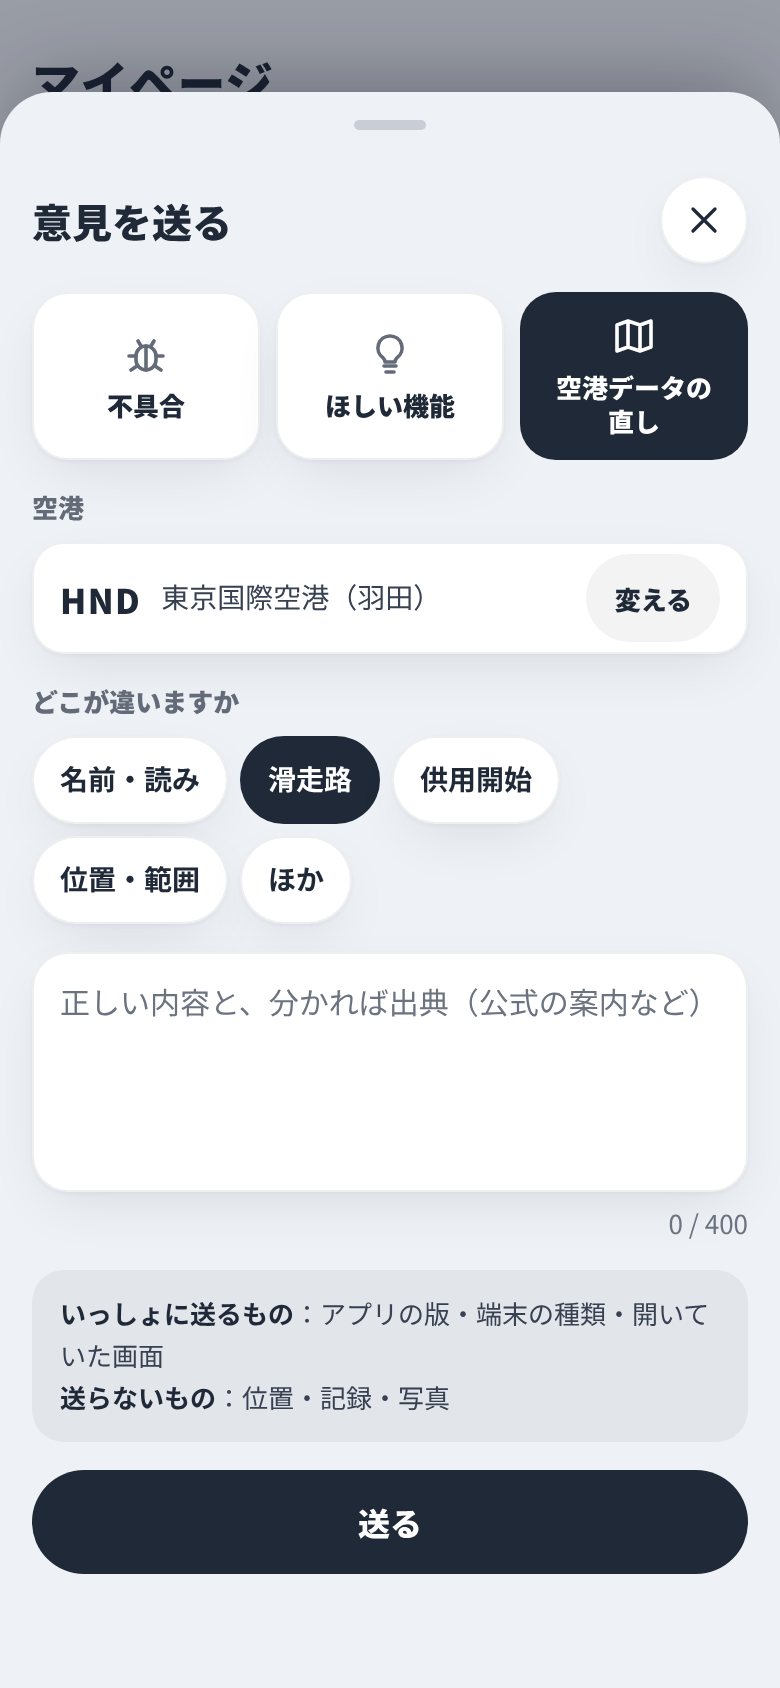 マイページ
意見を送る
不具合
ほしい機能
空港データの
直し
空港
HND 東京国際空港（羽田） 変える
どこが違いますか
名前・読み 滑走路 供用開始
位置・範囲 ほか
正しい内容と、分かれば出典（公式の案内など）
0 / 400
いっしょに送るもの：アプリの版・端末の種類・開いて
いた画面
送らないもの：位置・記録・写真
送る